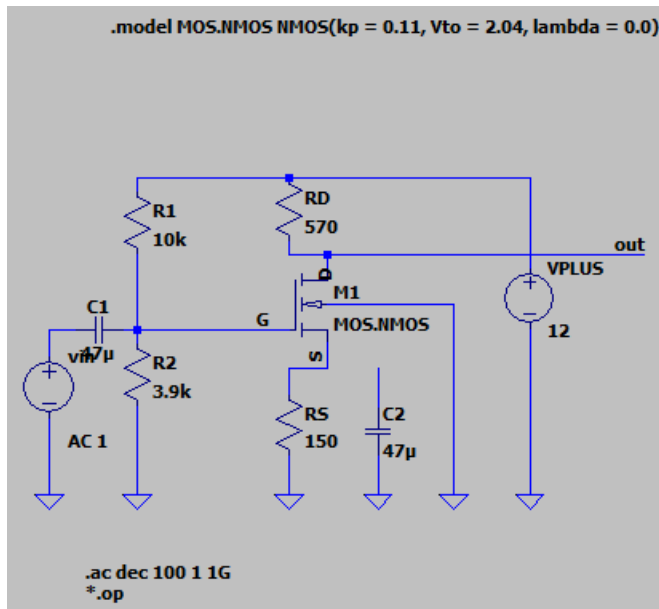 .model MOS.NMOS NMOS(kp = 0.11, Vto = 2.04, lambda = 0.0)
R1
10k
RD
570
out
VPLUS
12
D
M1
MOS.NMOS
G
S
C1
47µ
vin
AC 1
R2
3.9k
RS
150
C2
47µ
.ac dec 100 1 1G
*.op